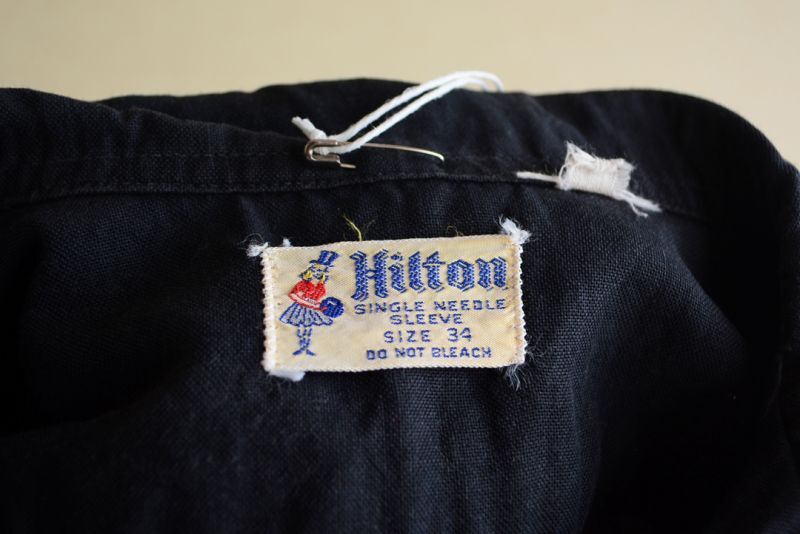 Hilton
SINGLE NEEDLE
SLEEVE
SIZE 34
DO NOT BLEACH